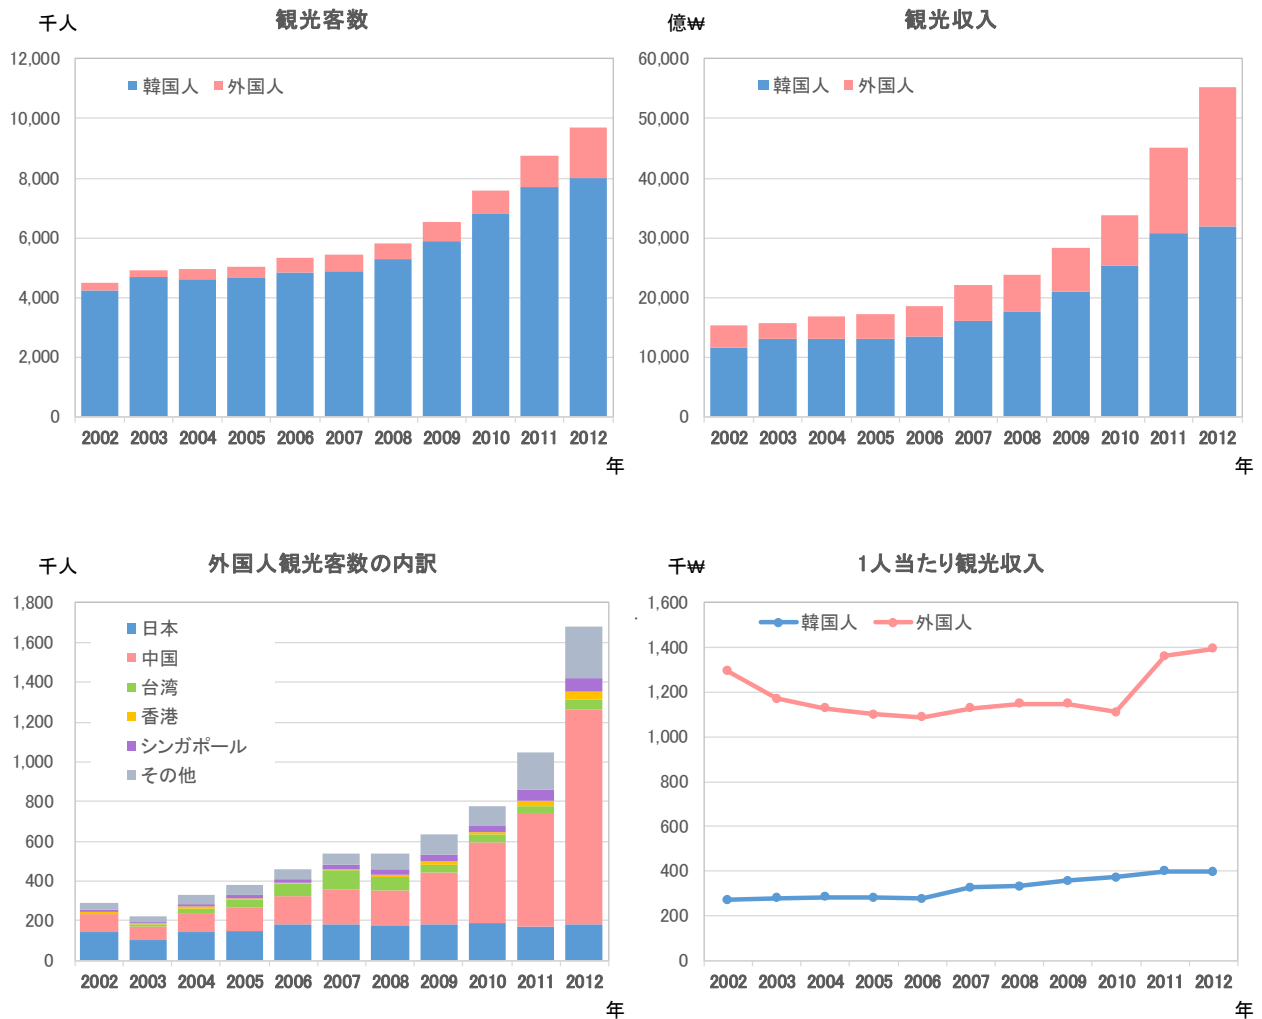 千人
観光客数
12,000
10,000
8,000
6,000
4,000
2,000
0
韓国人 外国人
2002 2003 2004 2005 2006 2007 2008 2009 2010 2011 2012
年
億₩
観光収入
60,000
50,000
40,000
30,000
20,000
10,000
0
韓国人 外国人
2002 2003 2004 2005 2006 2007 2008 2009 2010 2011 2012
年
千人
外国人観光客数の内訳
1,800
1,600
1,400
1,200
1,000
800
600
400
200
0
日本
中国
台湾
香港
シンガポール
その他
2002 2003 2004 2005 2006 2007 2008 2009 2010 2011 2012
年
千₩
1人当たり観光収入
1,600
1,400
1,200
1,000
800
600
400
200
0
韓国人 外国人
2002 2003 2004 2005 2006 2007 2008 2009 2010 2011 2012
年